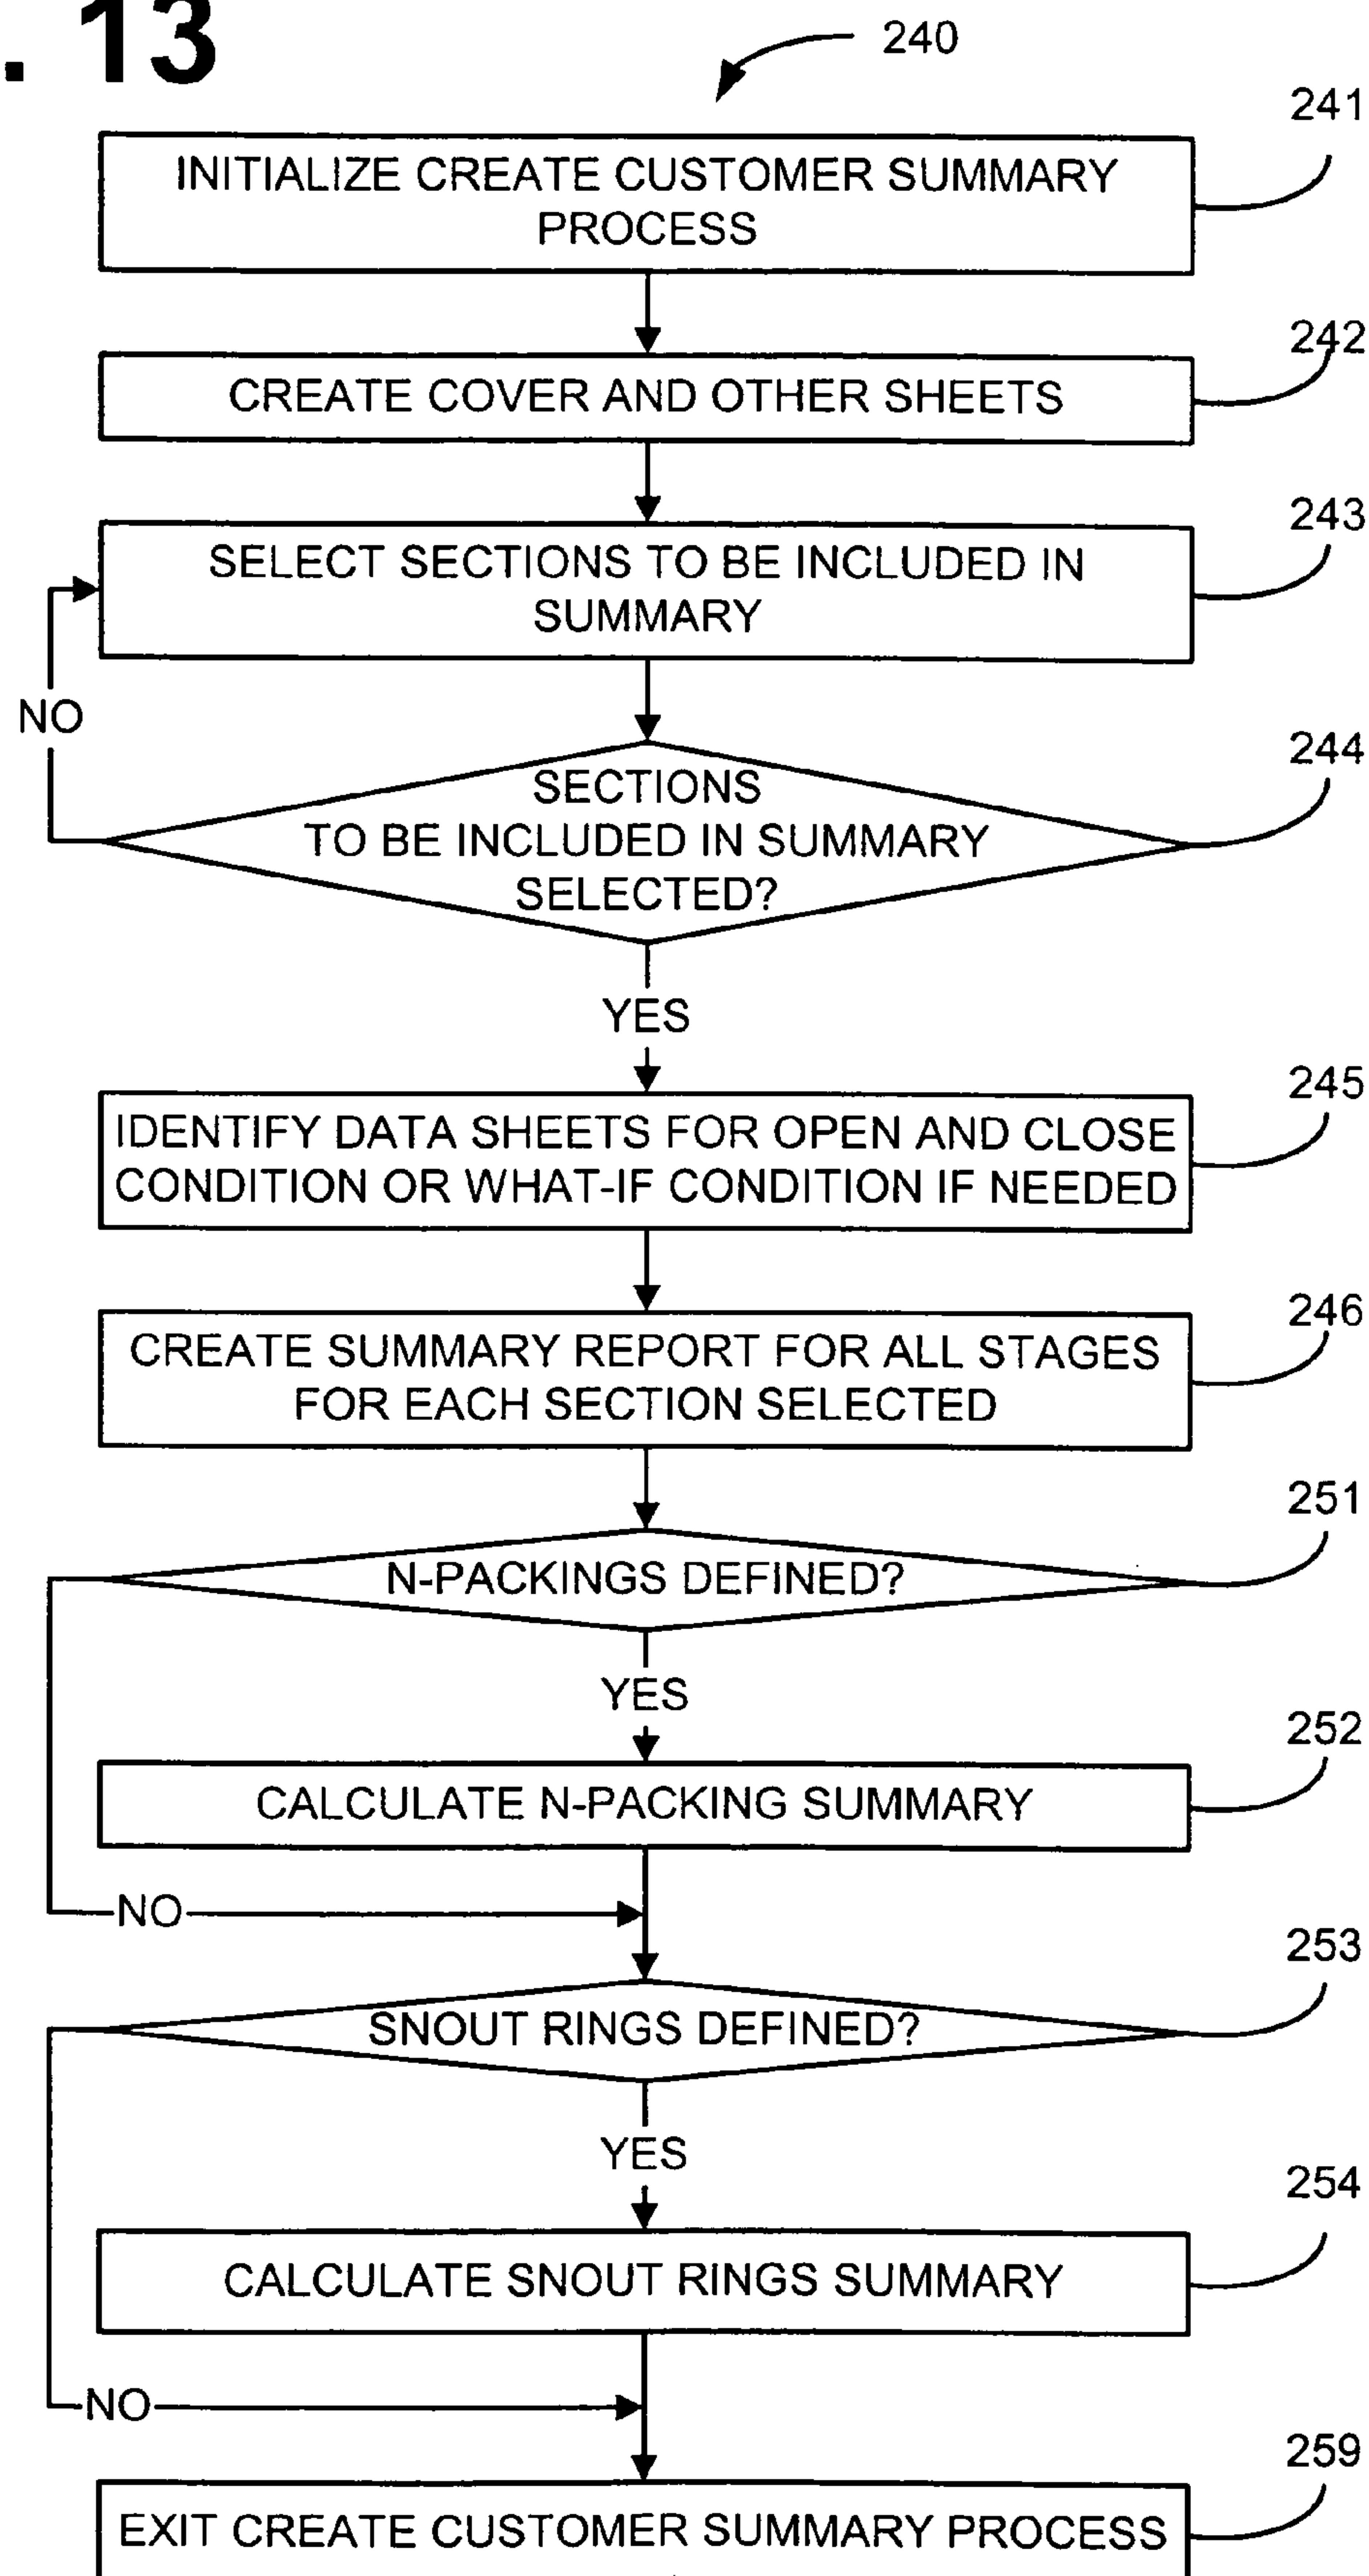 . 13
240
241
INITIALIZE CREATE CUSTOMER SUMMARY
PROCESS
242
CREATE COVER AND OTHER SHEETS
243
SELECT SECTIONS TO BE INCLUDED IN
SUMMARY
NO
244
SECTIONS
TO BE INCLUDED IN SUMMARY
SELECTED?
YES
245
IDENTIFY DATA SHEETS FOR OPEN AND CLOSE
CONDITION OR WHAT-IF CONDITION IF NEEDED
246
CREATE SUMMARY REPORT FOR ALL STAGES
FOR EACH SECTION SELECTED
251
N-PACKINGS DEFINED?
YES
252
CALCULATE N-PACKING SUMMARY
NO
253
SNOUT RINGS DEFINED?
YES
254
CALCULATE SNOUT RINGS SUMMARY
NO
259
EXIT CREATE CUSTOMER SUMMARY PROCESS